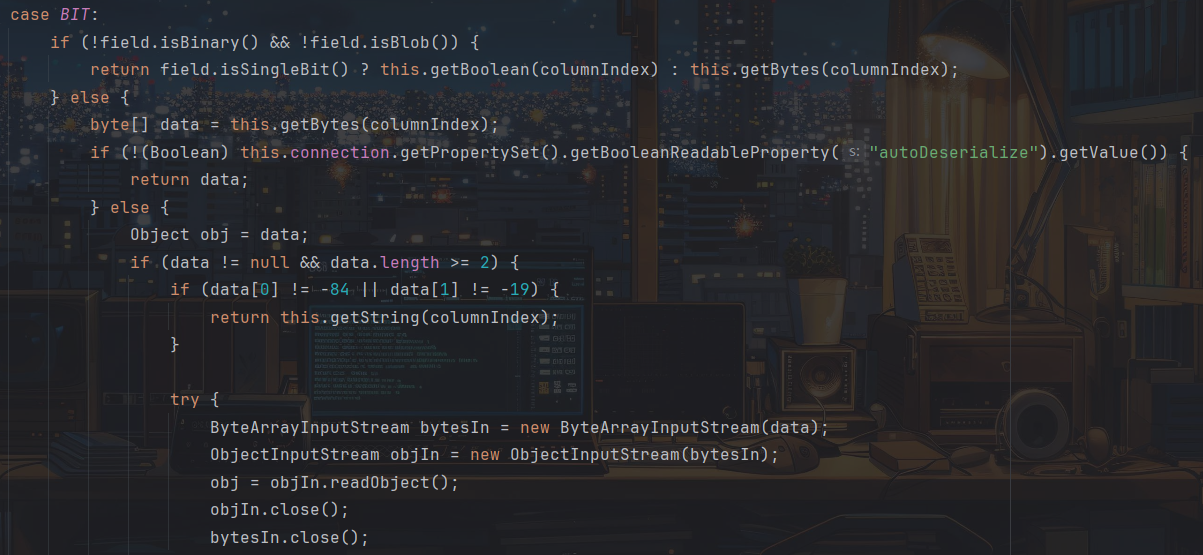 case BIT:
    if (!field.isBinary() && !field.isBlob()) {
        return field.isSingleBit() ? this.getBoolean(columnIndex) : this.getBytes(columnIndex);
    } else {
        byte[] data = this.getBytes(columnIndex);
        if (!(Boolean) this.connection.getPropertySet().getBooleanReadableProperty( s: "autoDeserialize").getValue()) {
            return data;
        } else {
            Object obj = data;
            if (data != null && data.length >= 2) {
                if (data[0] != -84 || data[1] != -19) {
                    return this.getString(columnIndex);
                }

                try {
                    ByteArrayInputStream bytesIn = new ByteArrayInputStream(data);
                    ObjectInputStream objIn = new ObjectInputStream(bytesIn);
                    obj = objIn.readObject();
                    objIn.close();
                    bytesIn.close();